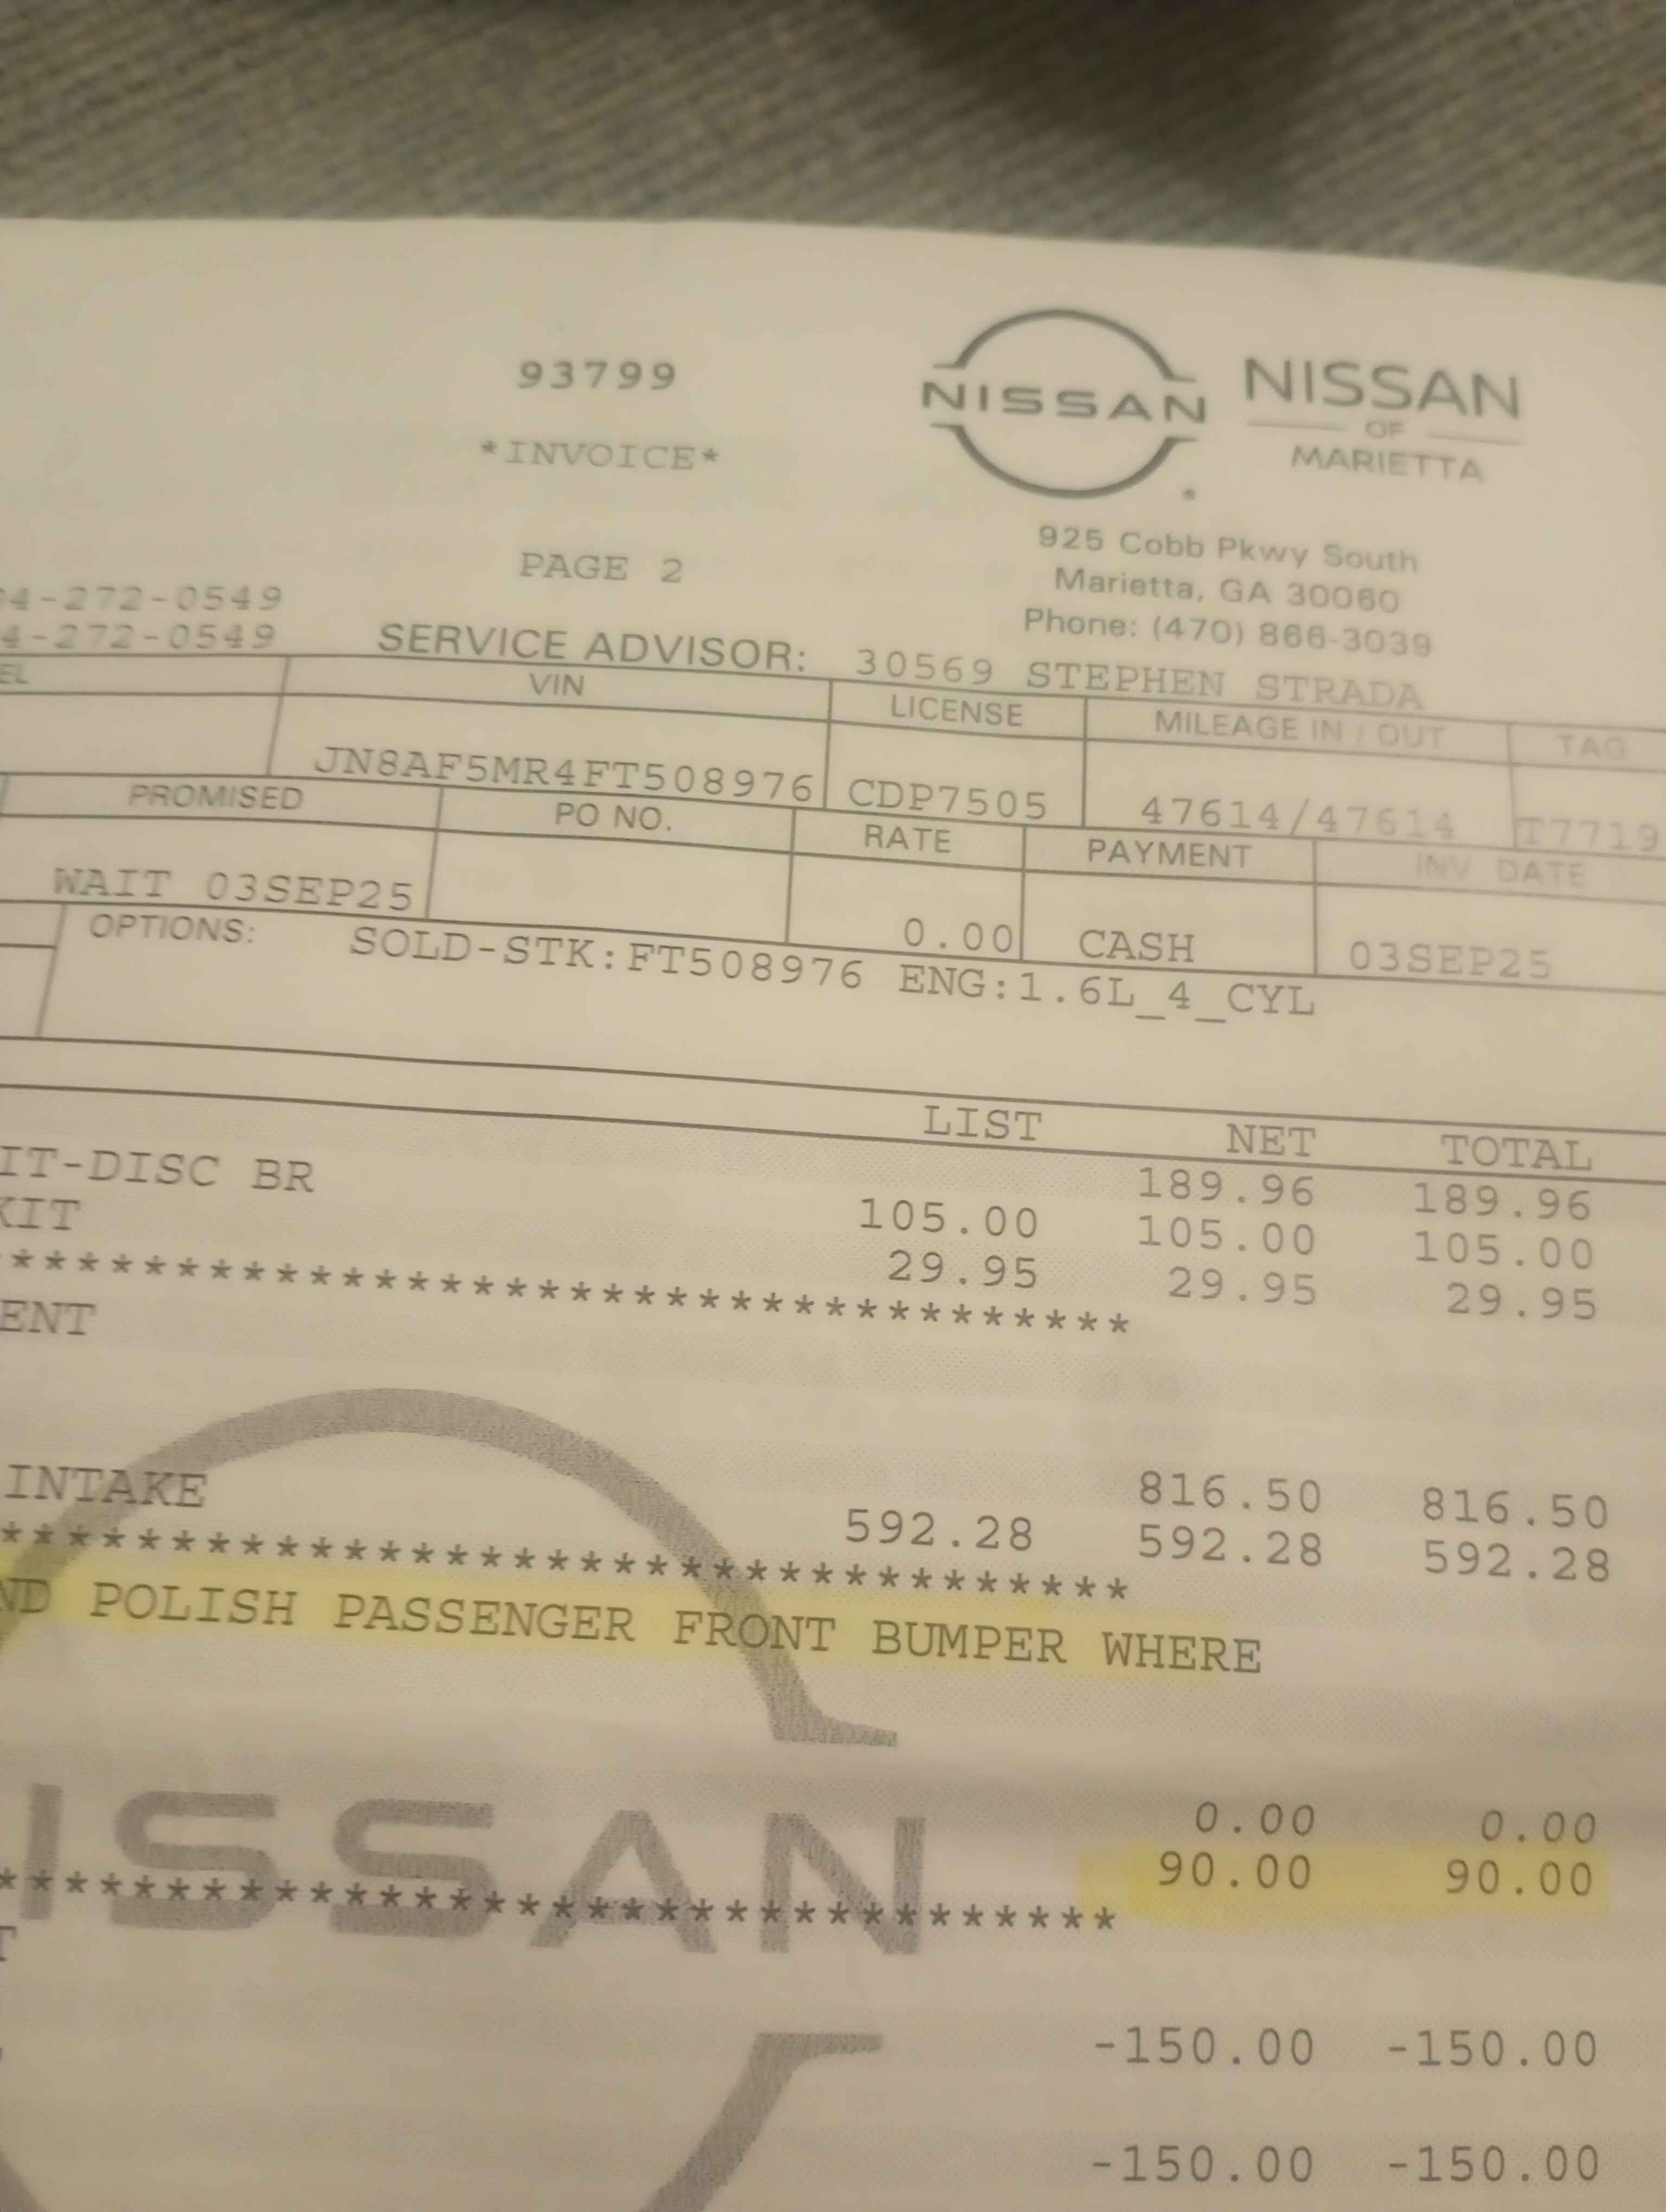 93799
*INVOICE*
NISSAN
NISSAN
OF
MARIETTA
925 Cobb Pkwy South
Marietta, GA 30060
Phone: (470) 866-3039
PAGE 2
04-272-0549
4-272-0549
SERVICE ADVISOR: 30569 STEPHEN STRADA
EL VIN LICENSE MILEAGE IN / OUT TAG
JN8AF5MR4FT508976 CDP7505 47614/47614 T7719
PROMISED PO NO. RATE PAYMENT INV. DATE
WAIT 03SEP25 0.00 CASH 03SEP25
OPTIONS: SOLD-STK:FT508976 ENG:1.6L_4_CYL
LIST NET TOTAL
189.96 189.96
IT-DISC BR 105.00 105.00 105.00
KIT 29.95 29.95 29.95
***********************************
ENT
816.50 816.50
INTAKE 592.28 592.28 592.28
**********************************
ND POLISH PASSENGER FRONT BUMPER WHERE
ISSAN
0.00 0.00
90.00 90.00
*********************************
T
-150.00 -150.00
-150.00 -150.00